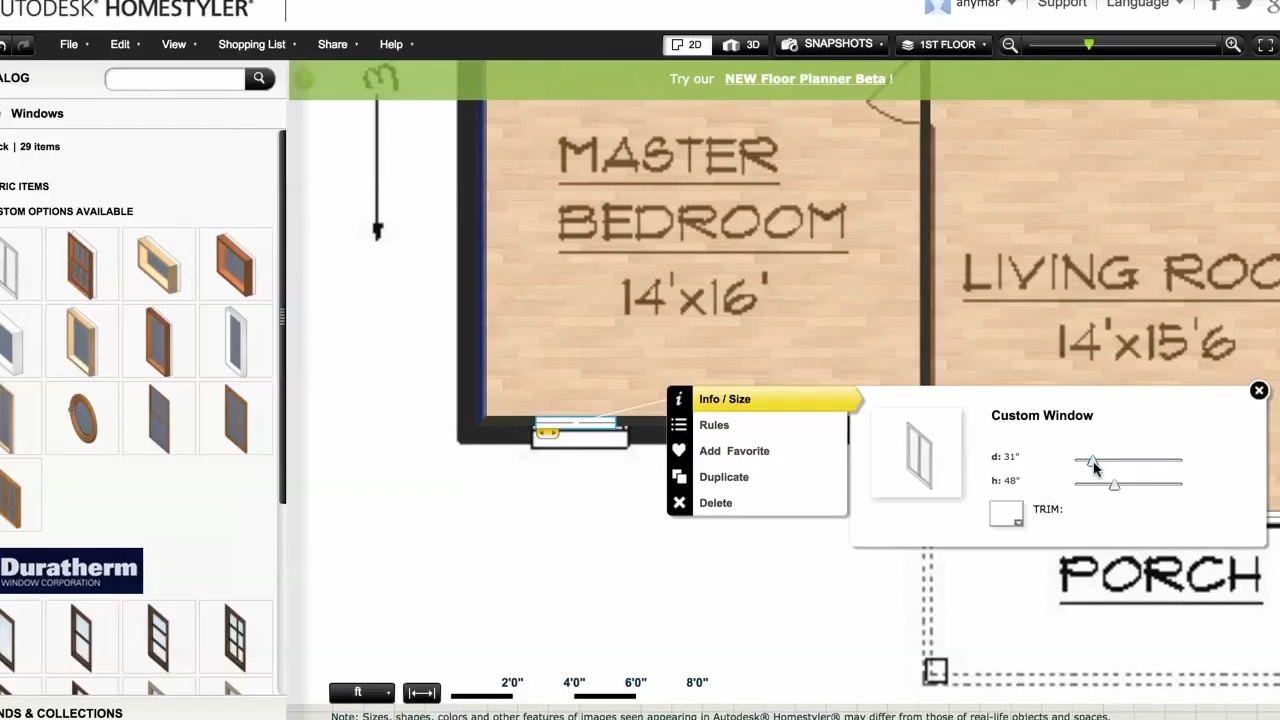 AUTODESK® HOMESTYLER®
anym8r Support Language
File Edit View Shopping List Share Help 2D 3D SNAPSHOTS 1ST FLOOR
ALOG
Try our NEW Floor Planner Beta!
Windows
ck | 29 items
RIC ITEMS
STOM OPTIONS AVAILABLE
MASTER
BEDROOM
14'x16'
LIVING ROO
14'x15'6
Info / Size
Rules
Add Favorite
Duplicate
Delete
Custom Window
d: 31"
h: 48"
TRIM:
Duratherm
WINDOW CORPORATION
PORCH
ft 2'0" 4'0" 6'0" 8'0"
NDS & COLLECTIONS
Note: Sizes, shapes, colors and other features of images seen appearing in Autodesk® Homestyler® may differ from those of real-life objects and spaces.